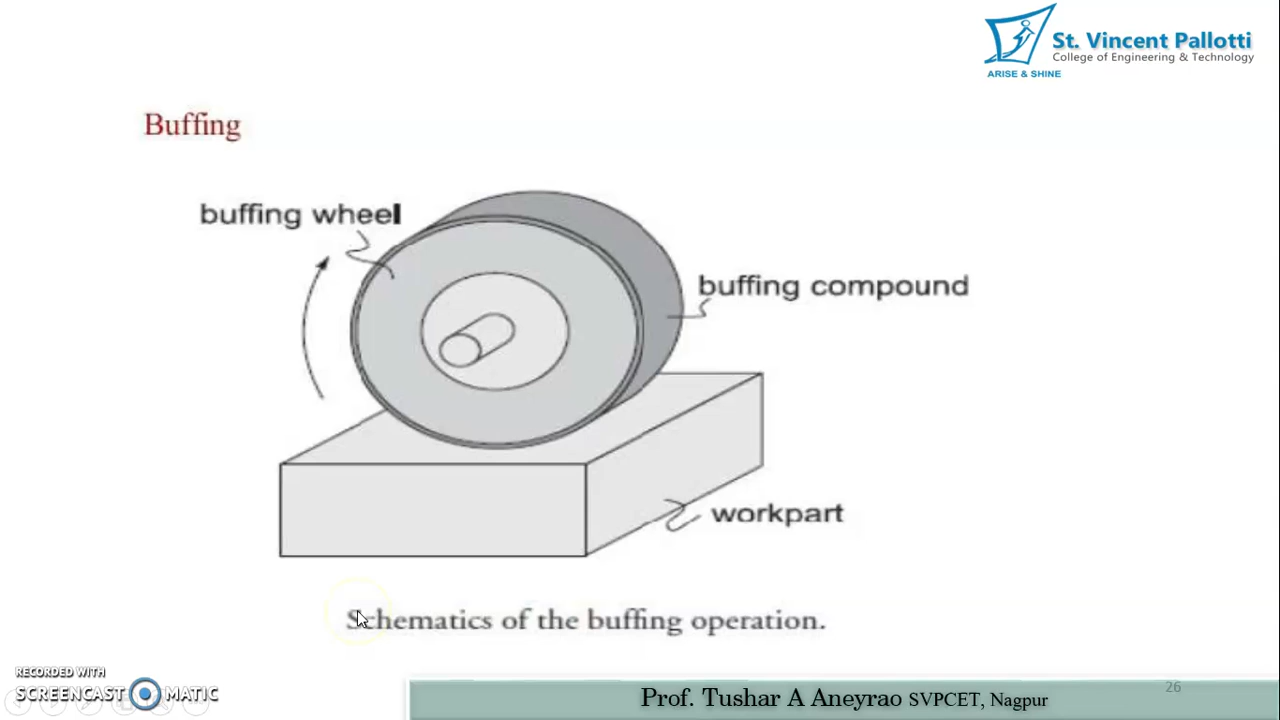 St. Vincent Pallotti
College of Engineering & Technology
ARISE & SHINE
Buffing
buffing wheel
buffing compound
workpart
Schematics of the buffing operation.
RECORDED WITH
SCREENCAST MATIC
26
Prof. Tushar A Aneyrao SVPCET, Nagpur